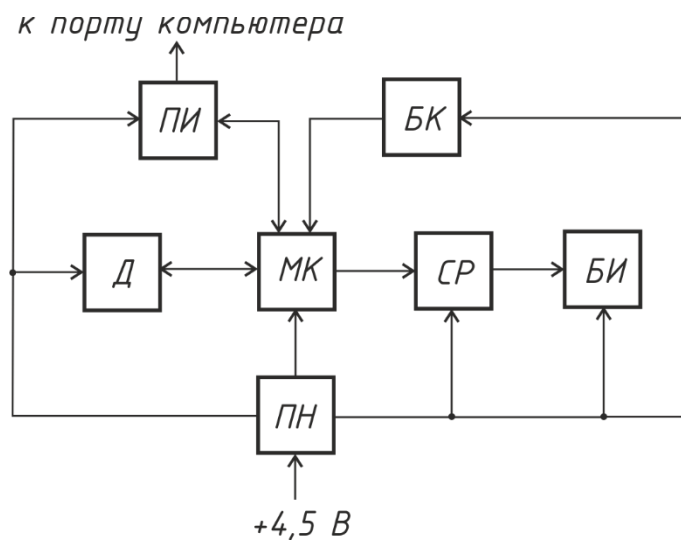 к порту компьютера
ПИ
БК
Д
МК
СР
БИ
ПН
+4,5 В